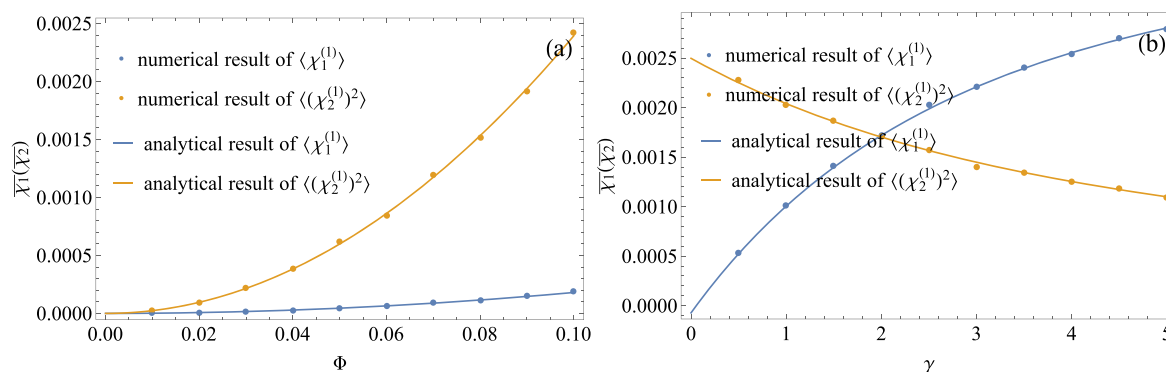 0.0025
0.0020
0.0015
0.0010
0.0005
0.0000
0.00
0.02
0.04
0.06
0.08
0.10
Φ
χ̅₁(χ̅₂)
(a)
numerical result of ⟨χ₁⁽¹⁾⟩
numerical result of ⟨(χ₂⁽¹⁾)²⟩
analytical result of ⟨χ₁⁽¹⁾⟩
analytical result of ⟨(χ₂⁽¹⁾)²⟩
0.0025
0.0020
0.0015
0.0010
0.0005
0.0000
0
1
2
3
4
5
γ
χ̅₁(χ̅₂)
(b)
numerical result of ⟨χ₁⁽¹⁾⟩
numerical result of ⟨(χ₂⁽¹⁾)²⟩
analytical result of ⟨χ₁⁽¹⁾⟩
analytical result of ⟨(χ₂⁽¹⁾)²⟩